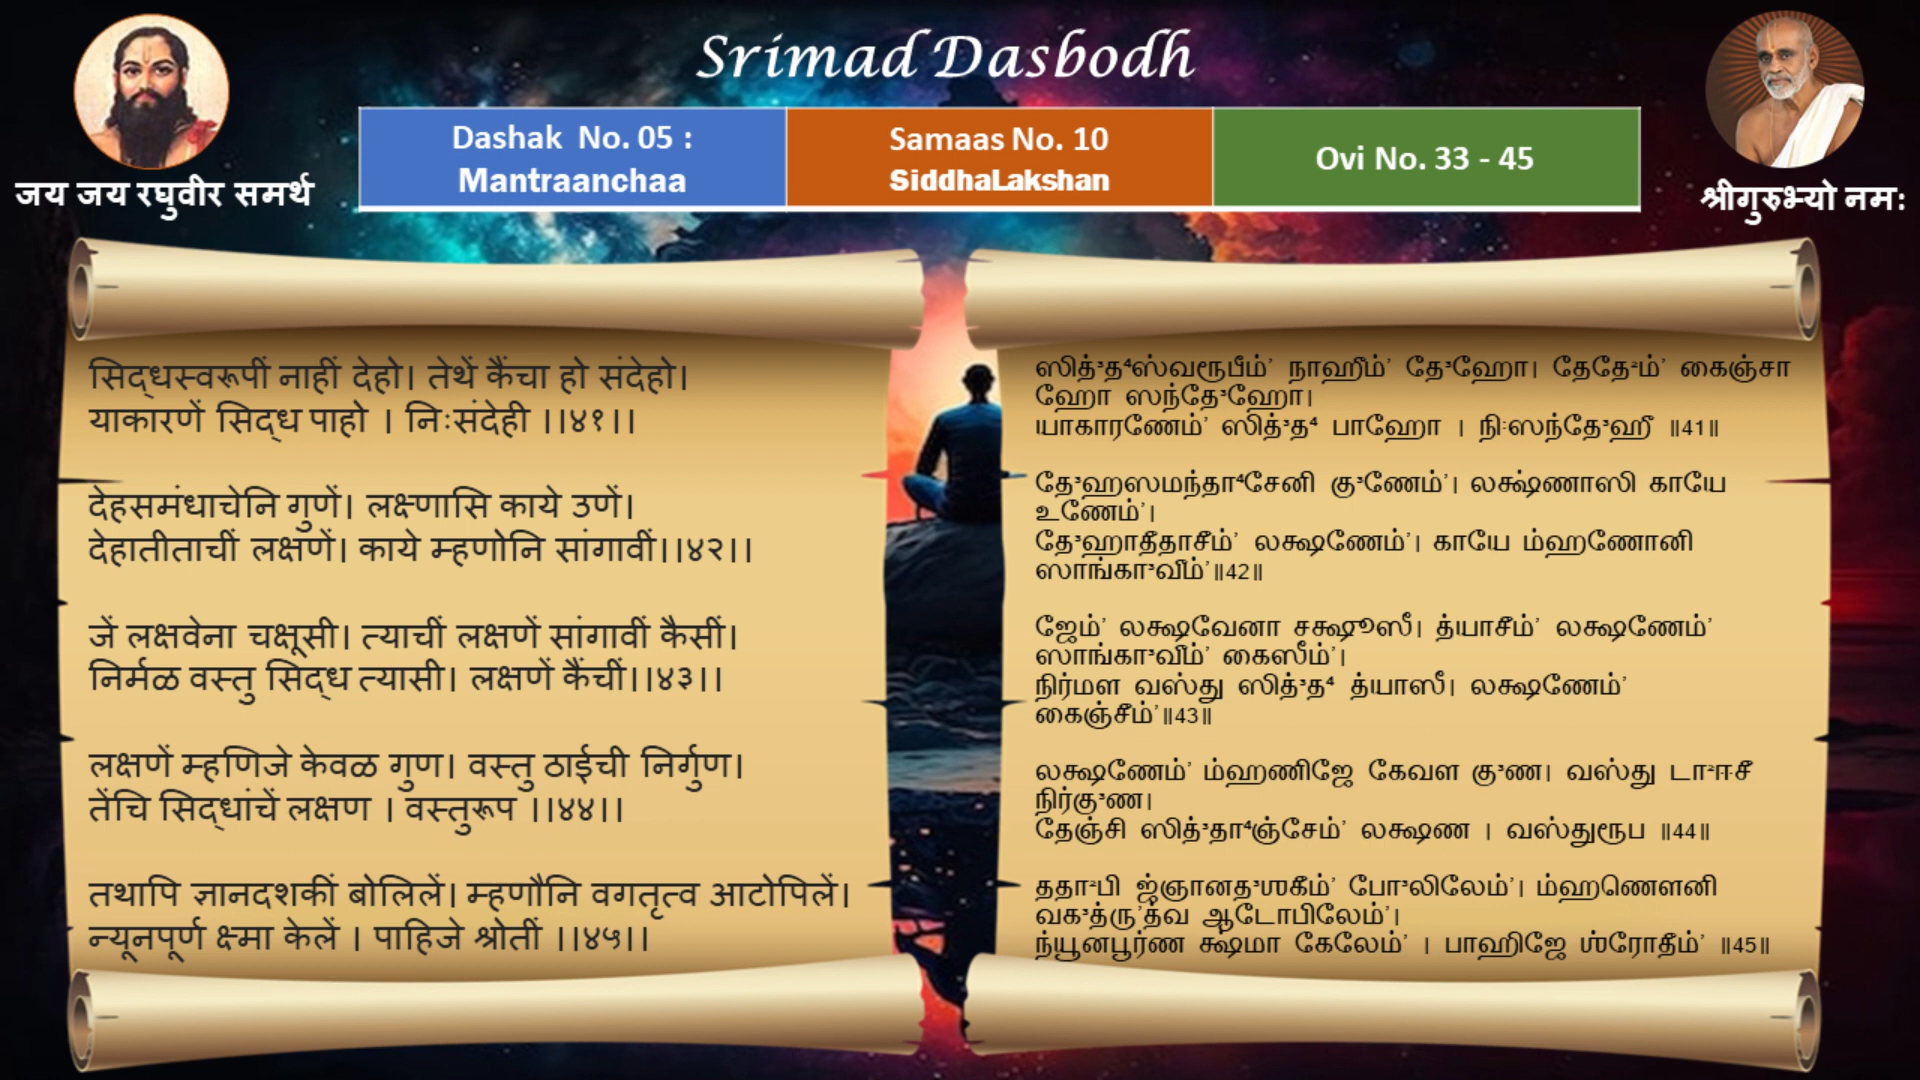 Srimad Dasbodh
Dashak No. 05 :
Mantraanchaa
Samaas No. 10
SiddhaLakshan
Ovi No. 33 - 45
जय जय रघुवीर समर्थ
श्रीगुरुभ्यो नमः
सिद्धस्वरूपीं नाहीं देहो। तेथें कैंचा हो संदेहो।
याकारणें सिद्ध पाहो । निःसंदेही ।।४१।।
देहसमंधाचेनि गुणें। लक्ष्णासि काये उणें।
देहातीताचीं लक्षणें। काये म्हणोनि सांगावीं।।४२।।
जें लक्षवेना चक्षूसी। त्याचीं लक्षणें सांगावीं कैसीं।
निर्मळ वस्तु सिद्ध त्यासी। लक्षणें कैंचीं।।४३।।
लक्षणें म्हणिजे केवळ गुण। वस्तु ठाईची निर्गुण।
तेंचि सिद्धांचें लक्षण । वस्तुरूप ।।४४।।
तथापि ज्ञानदशकीं बोलिलें। म्हणौनि वगतृत्व आटोपिलें।
न्यूनपूर्ण क्ष्मा केलें । पाहिजे श्रोतीं ।।४५।।
ஸித்³த⁴ஸ்வரூபீம்ʼ நாஹீம்ʼ தே³ஹோ। தேதே²ம்ʼ கைஞ்சா
ஹோ ஸந்தே³ஹோ।
யாகாரணேம்ʼ ஸித்³த⁴ பாஹோ । நி꞉ஸந்தே³ஹீ ॥41॥
தே³ஹஸமந்தா⁴சேனி கு³ணேம்ʼ। லக்ஷ்ணாஸி காயே
உணேம்ʼ।
தே³ஹாதீதாசீம்ʼ லக்ஷணேம்ʼ। காயே ம்ஹணோனி
ஸாங்கா³வீம்ʼ॥42॥
ஜேம்ʼ லக்ஷவேனா சக்ஷூஸீ। த்யாசீம்ʼ லக்ஷணேம்ʼ
ஸாங்கா³வீம்ʼ கைஸீம்ʼ।
நிர்மள வஸ்து ஸித்³த⁴ த்யாஸீ। லக்ஷணேம்ʼ
கைஞ்சீம்ʼ॥43॥
லக்ஷணேம்ʼ ம்ஹணிஜே கேவள கு³ண। வஸ்து டா²ஈசீ
நிர்கு³ண।
தேஞ்சி ஸித்³தா⁴ஞ்சேம்ʼ லக்ஷண । வஸ்துரூப ॥44॥
ததா²பி ஜ்ஞானத³ஶகீம்ʼ போ³லிலேம்ʼ। ம்ஹணௌனி
வக³த்ருʼத்வ ஆடோபிலேம்ʼ।
ந்யூனபூர்ண க்ஷ்மா கேலேம்ʼ । பாஹிஜே ஶ்ரோதீம்ʼ ॥45॥